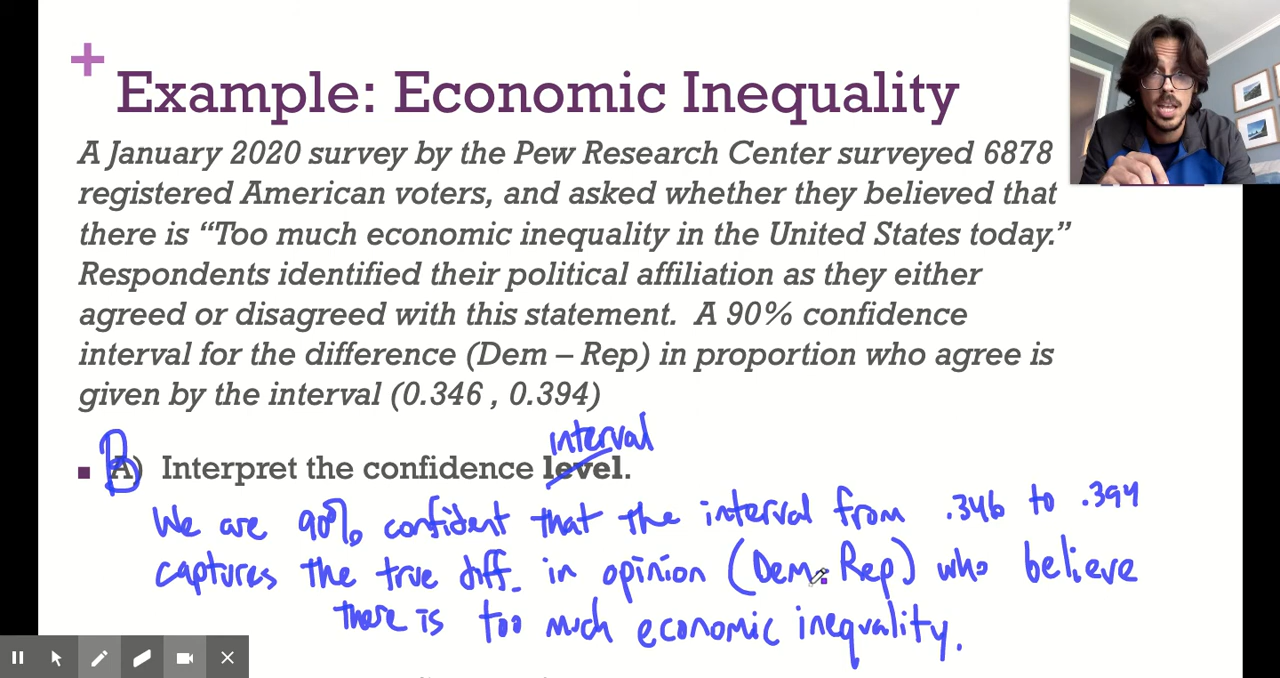 +
Example: Economic Inequality
A January 2020 survey by the Pew Research Center surveyed 6878
registered American voters, and asked whether they believed that
there is “Too much economic inequality in the United States today.”
Respondents identified their political affiliation as they either
agreed or disagreed with this statement. A 90% confidence
interval for the difference (Dem – Rep) in proportion who agree is
given by the interval (0.346 , 0.394)
interval
B A) Interpret the confidence level.
We are 90% confident that the interval from .346 to .394
captures the true diff. in opinion (Dem - Rep) who believe
there is too much economic inequality.